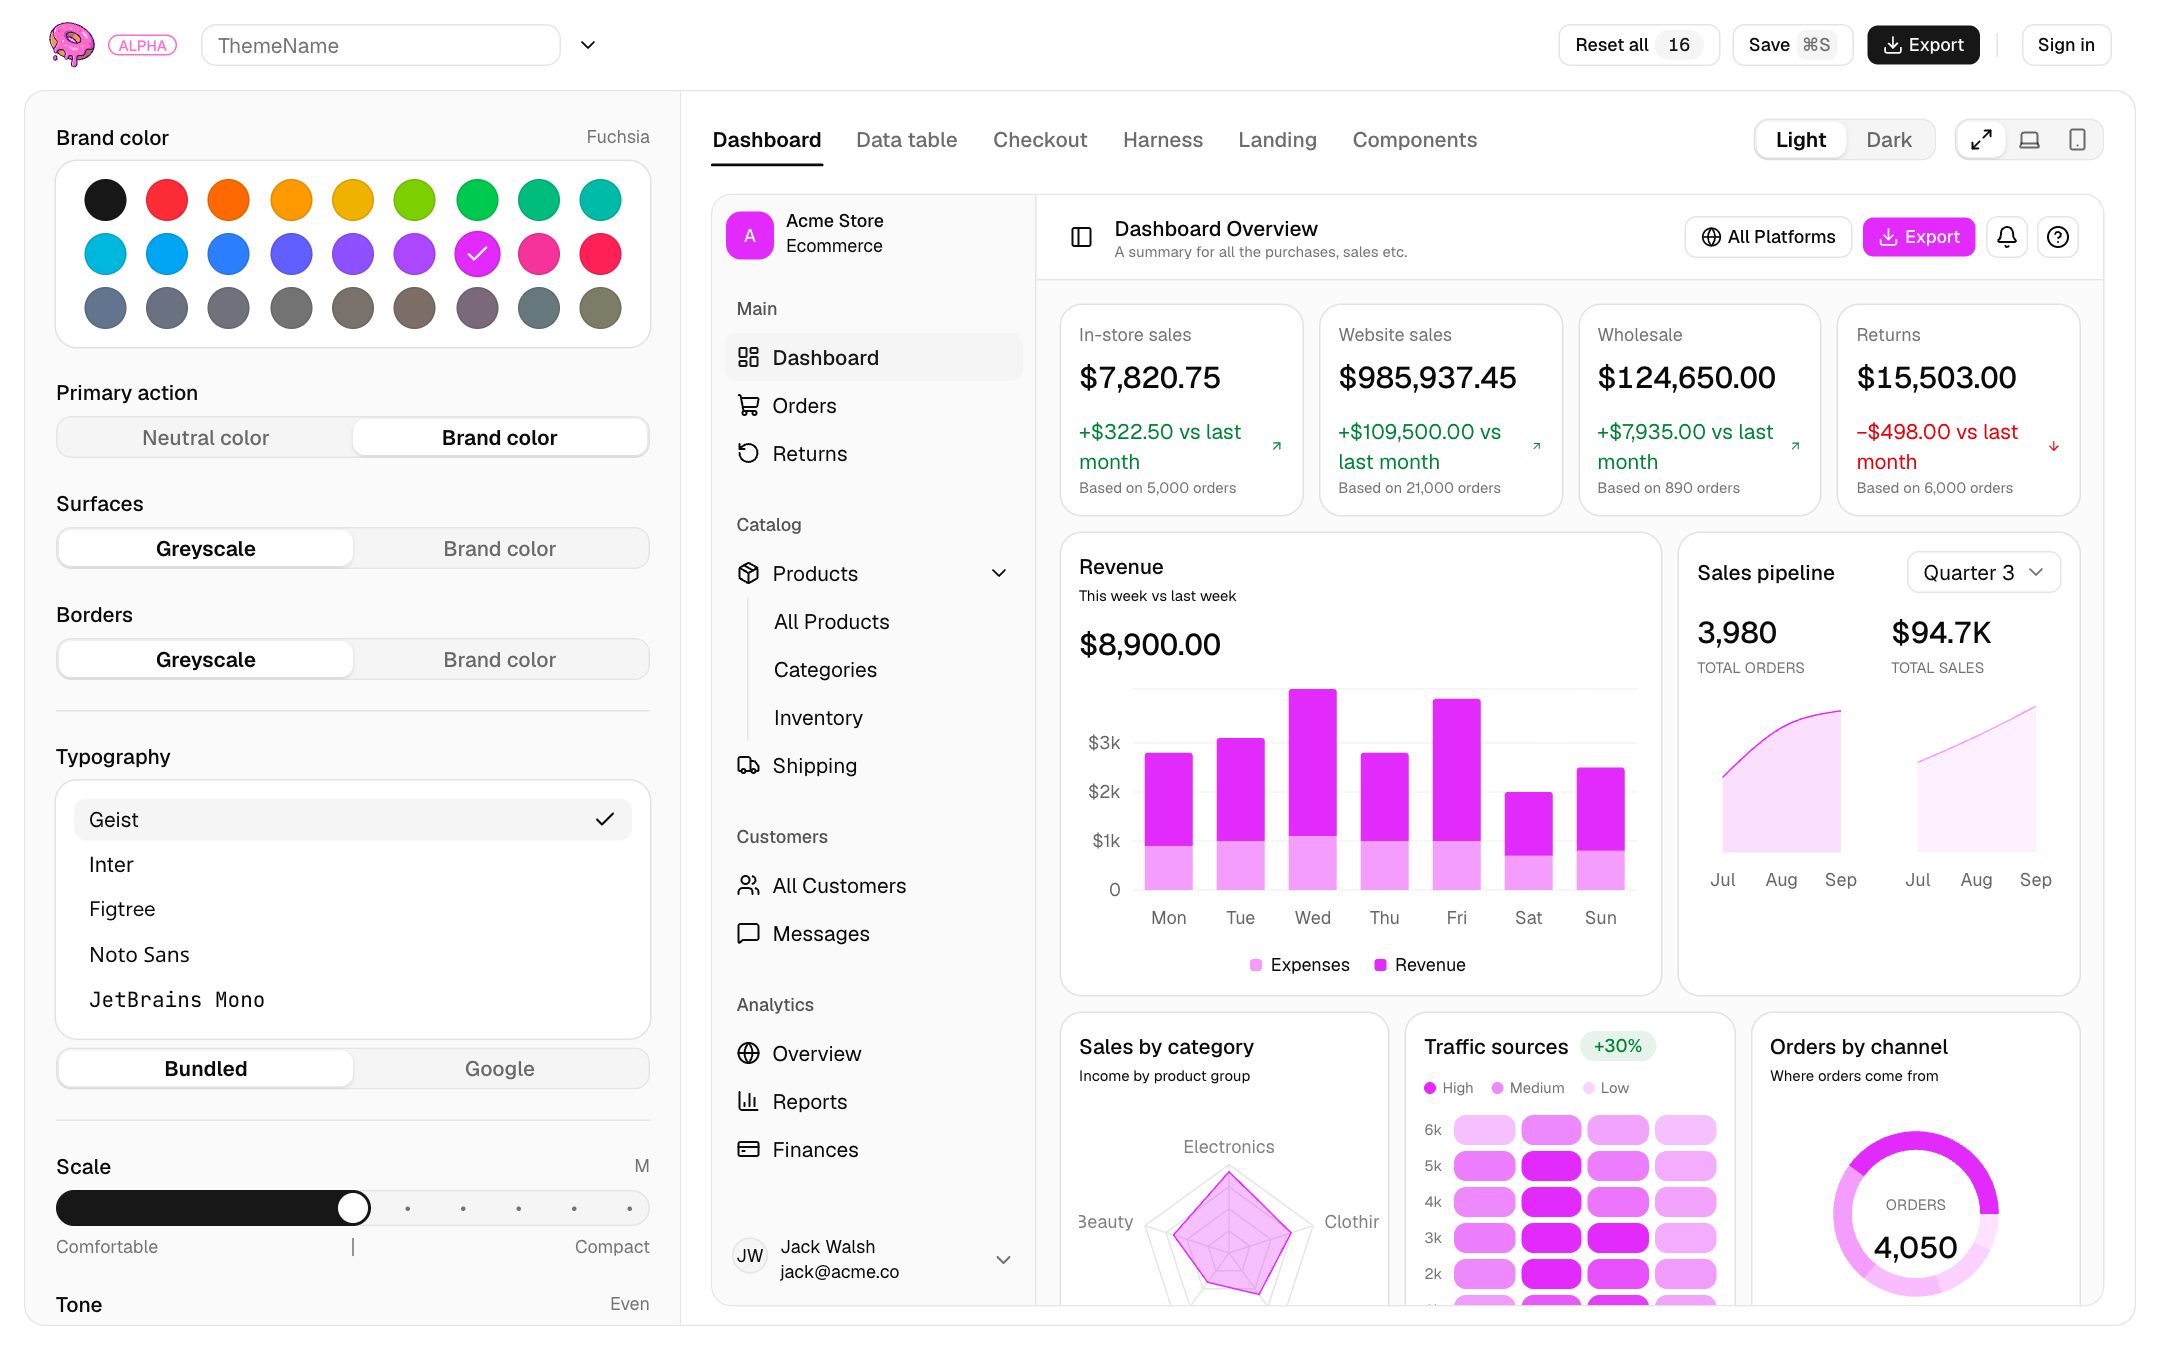 ALPHA
ThemeName
Reset all 16
Save ⌘S
Export
Sign in
Brand color
Fuchsia
Primary action
Neutral color
Brand color
Surfaces
Greyscale
Brand color
Borders
Greyscale
Brand color
Typography
Geist
Inter
Figtree
Noto Sans
JetBrains Mono
Bundled
Google
Scale
M
Comfortable
Compact
Tone
Even
Dashboard
Data table
Checkout
Harness
Landing
Components
Light
Dark
A
Acme Store
Ecommerce
Main
Dashboard
Orders
Returns
Catalog
Products
All Products
Categories
Inventory
Shipping
Customers
All Customers
Messages
Analytics
Overview
Reports
Finances
JW
Jack Walsh
jack@acme.co
Dashboard Overview
A summary for all the purchases, sales etc.
All Platforms
Export
In-store sales
$7,820.75
+$322.50 vs last
month
Based on 5,000 orders
Website sales
$985,937.45
+$109,500.00 vs
last month
Based on 21,000 orders
Wholesale
$124,650.00
+$7,935.00 vs last
month
Based on 890 orders
Returns
$15,503.00
−$498.00 vs last
month
Based on 6,000 orders
Revenue
This week vs last week
$8,900.00
$3k
$2k
$1k
0
Mon Tue Wed Thu Fri Sat Sun
Expenses
Revenue
Sales pipeline
Quarter 3
3,980
TOTAL ORDERS
$94.7K
TOTAL SALES
Jul Aug Sep
Jul Aug Sep
Sales by category
Income by product group
Electronics
Beauty
Clothin
Traffic sources
+30%
High
Medium
Low
6k
5k
4k
3k
2k
Orders by channel
Where orders come from
ORDERS
4,050